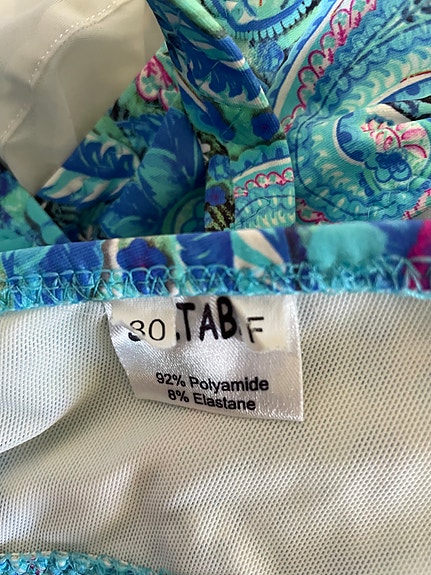 30.TAB F
92% Polyamide
8% Elastane